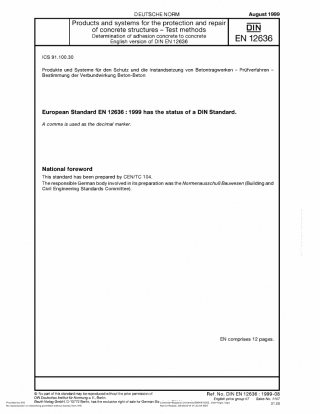 DEUTSCHE NORM
August 1999
Products and systems for the protection and repair
of concrete structures – Test methods
Determination of adhesion concrete to concrete
English version of DIN EN 12636
DIN
EN 12636
ICS 91.100.30
Produkte und Systeme für den Schutz und die Instandsetzung von Betontragwerken – Prüfverfahren –
Bestimmung der Verbundwirkung Beton-Beton
European Standard EN 12636 : 1999 has the status of a DIN Standard.
A comma is used as the decimal marker.
National foreword
This standard has been prepared by CEN/TC 104.
The responsible German body involved in its preparation was the Normenausschuß Bauwesen (Building and
Civil Engineering Standards Committee).
EN comprises 12 pages.
© No part of this standard may be reproduced without the prior permission of
DIN Deutsches Institut für Normung e. V., Berlin.
Beuth Verlag GmbH, D-10772 Berlin, has the exclusive right of sale for German
Ref. No. DIN EN 12636 : 1999-08
English price group 07 Sales No. 1107